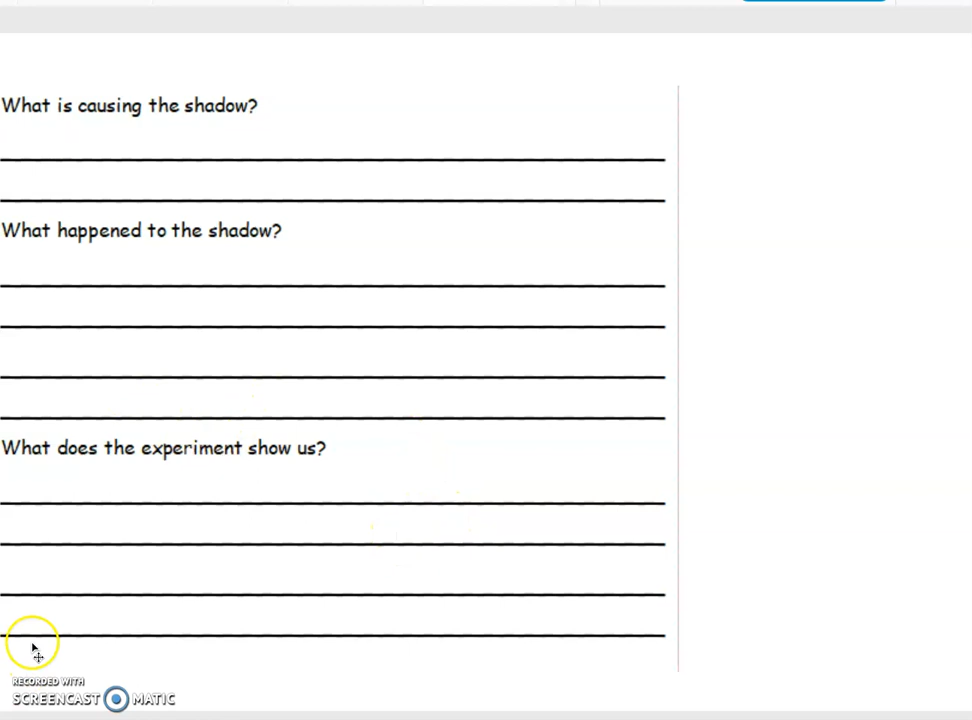 What is causing the shadow?
What happened to the shadow?
What does the experiment show us?
RECORDED WITH
SCREENCAST MATIC